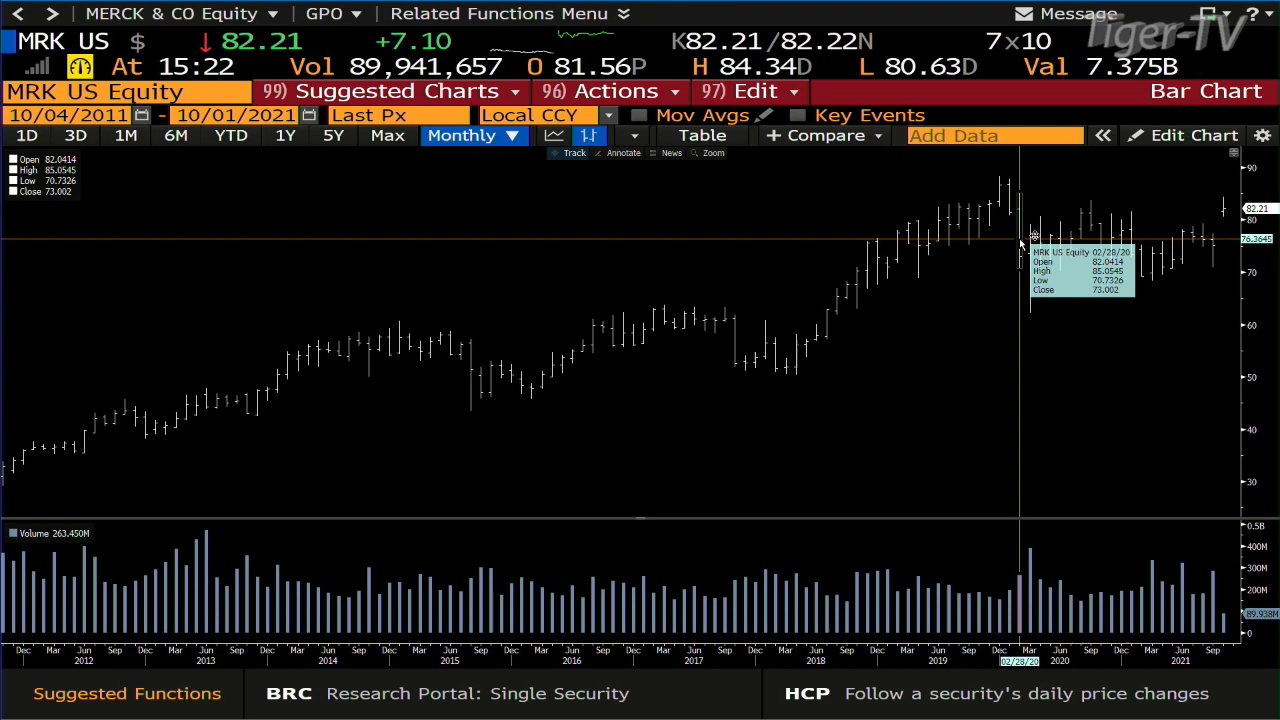 MERCK & CO Equity GPO Related Functions Menu Message ?
Tiger-TV
MRK US $ 82.21 +7.10 K82.21/82.22N 7x10
At 15:22 Vol 89,941,657 O 81.56P H 84.34D L 80.63D Val 7.375B
MRK US Equity 99) Suggested Charts 96) Actions 97) Edit Bar Chart
10/04/2011 - 10/01/2021 Last Px Local CCY Mov Avgs Key Events
1D 3D 1M 6M YTD 1Y 5Y Max Monthly ▼ Table + Compare Add Data « Edit Chart
Track Annotate News Zoom
Open 82.0414
High 85.0545
Low 70.7326
Close 73.002
90
82.21
80
76.3645
70
60
50
40
30
MRK US Equity 02/28/20
Open 82.0414
High 85.0545
Low 70.7326
Close 73.002
Volume 263.450M
0.5B
400M
300M
200M
89.938M
0
Dec Mar Jun Sep Dec Mar Jun Sep Dec Mar Jun Sep Dec Mar Jun Sep Dec Mar Jun Sep Dec Mar Jun Sep Dec Mar Jun Sep Dec Mar Jun Sep Dec Mar Jun Sep Dec Mar Jun Sep
2012 2013 2014 2015 2016 2017 2018 2019 02/28/20 2020 2021
Suggested Functions BRC Research Portal: Single Security HCP Follow a security's daily price changes